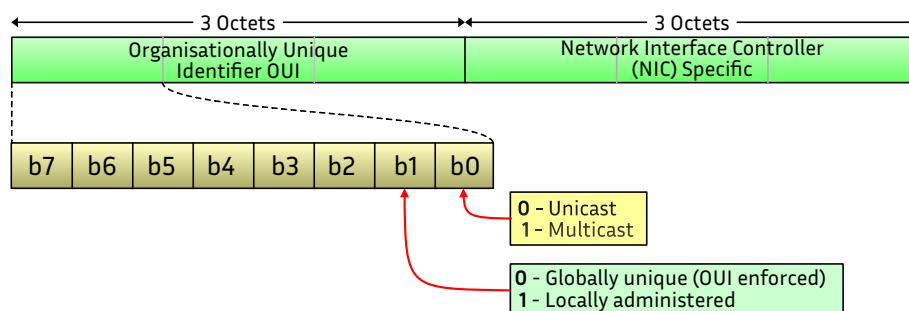 3 Octets 3 Octets
Organisationally Unique
Identifier OUI
Network Interface Controller
(NIC) Specific
b7 b6 b5 b4 b3 b2 b1 b0
0 - Unicast
1 - Multicast
0 - Globally unique (OUI enforced)
1 - Locally administered